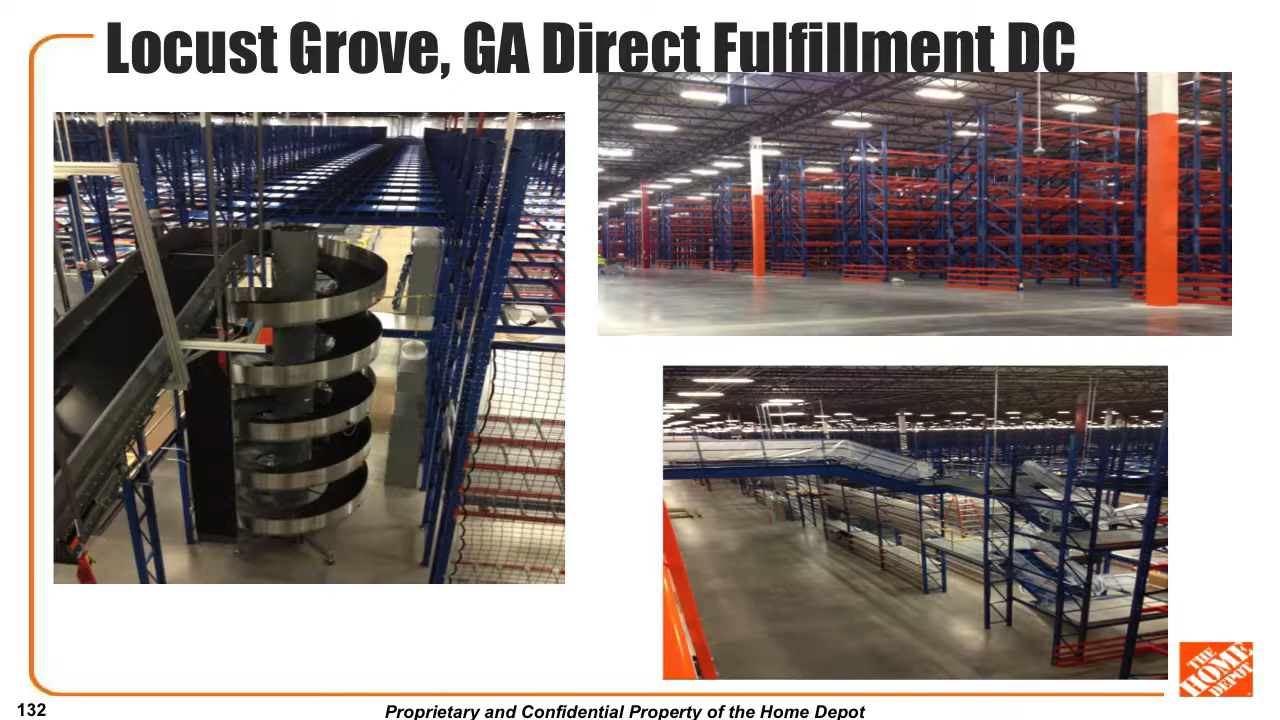 Locust Grove, GA Direct Fulfillment DC
THE
HOME
DEPOT
132
Proprietary and Confidential Property of the Home Depot